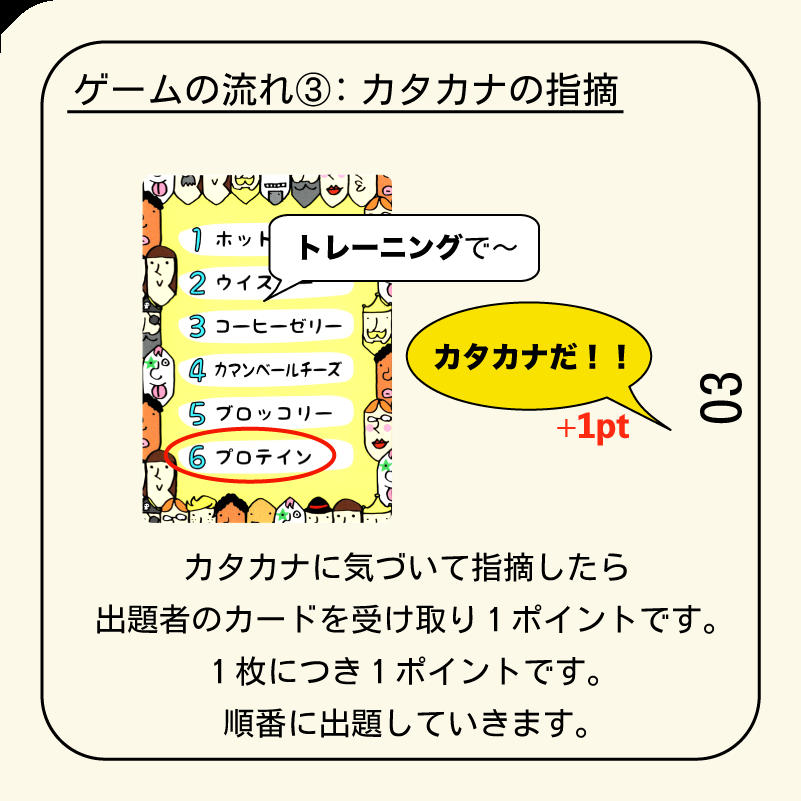 ゲームの流れ③：カタカナの指摘
1 ホット
トレーニングで～
2 ウイス
3 コーヒーゼリー
カタカナだ！！
+1pt
4 カマンベールチーズ
5 ブロッコリー
6 プロテイン
03
カタカナに気づいて指摘したら
出題者のカードを受け取り1ポイントです。
1枚につき1ポイントです。
順番に出題していきます。